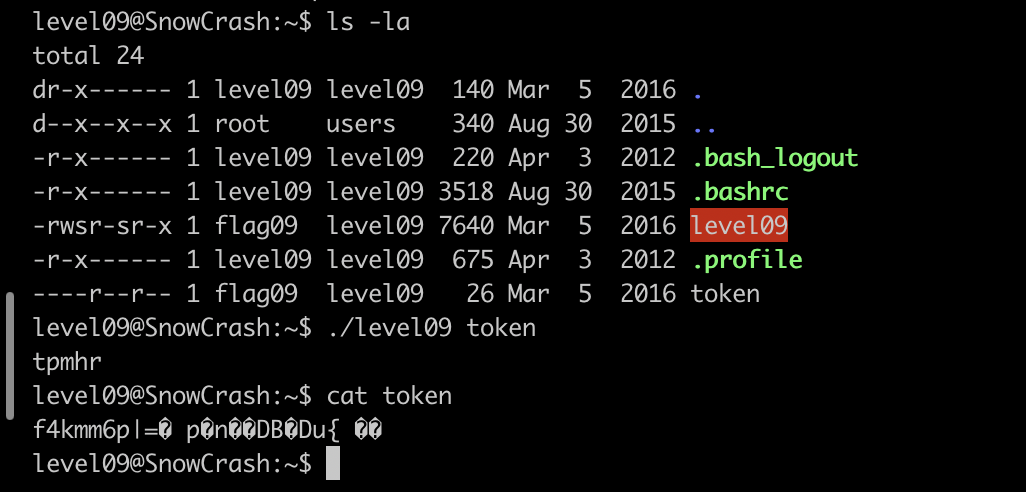 level09@SnowCrash:~$ ls -la
total 24
dr-x------ 1 level09 level09  140 Mar  5  2016 .
d--x--x--x 1 root    users    340 Aug 30  2015 ..
-r-x------ 1 level09 level09  220 Apr  3  2012 .bash_logout
-r-x------ 1 level09 level09 3518 Aug 30  2015 .bashrc
-rwsr-sr-x 1 flag09  level09 7640 Mar  5  2016 level09
-r-x------ 1 level09 level09  675 Apr  3  2012 .profile
----r--r-- 1 flag09  level09   26 Mar  5  2016 token
level09@SnowCrash:~$ ./level09 token
tpmhr
level09@SnowCrash:~$ cat token
f4kmm6p|=� p�n��DB�Du{ ��
level09@SnowCrash:~$